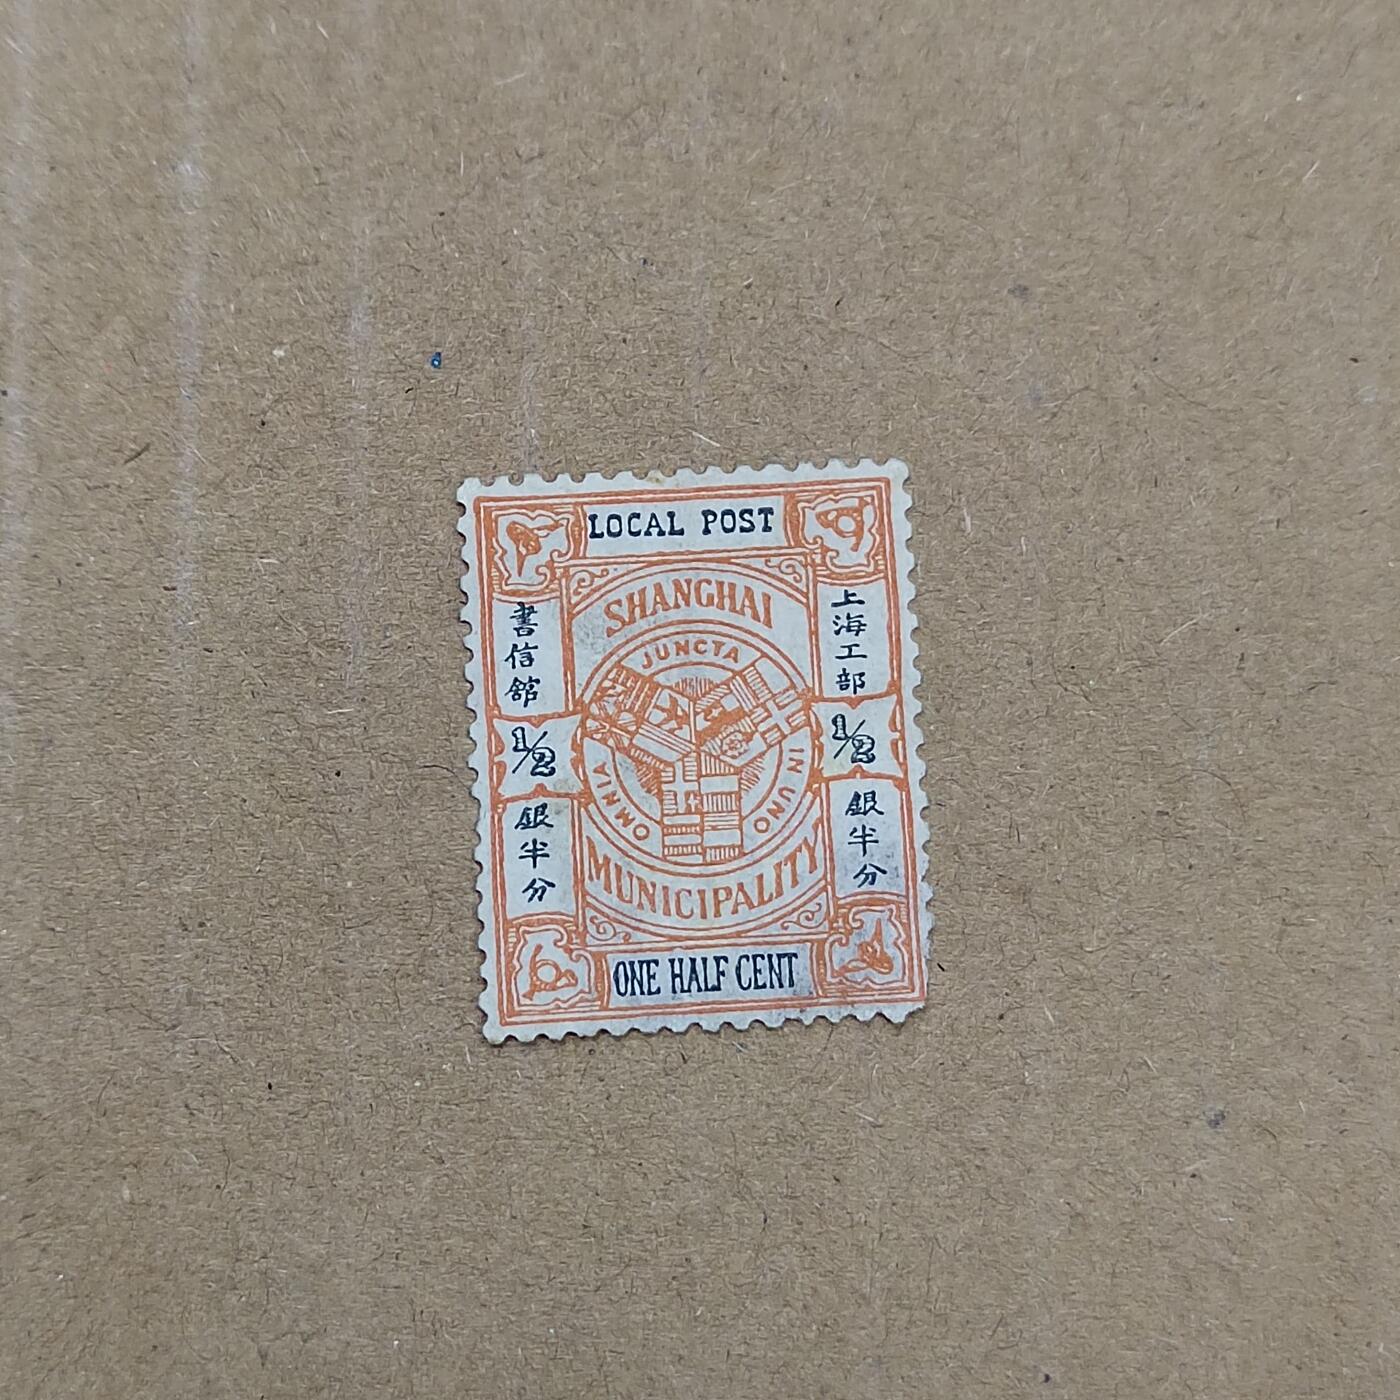 LOCAL POST
SHANGHAI
JUNCTA IN UNO OMNIA
MUNICIPALITY
上海工部
書信館
1/2
1/2
銀半分
銀半分
ONE HALF CENT